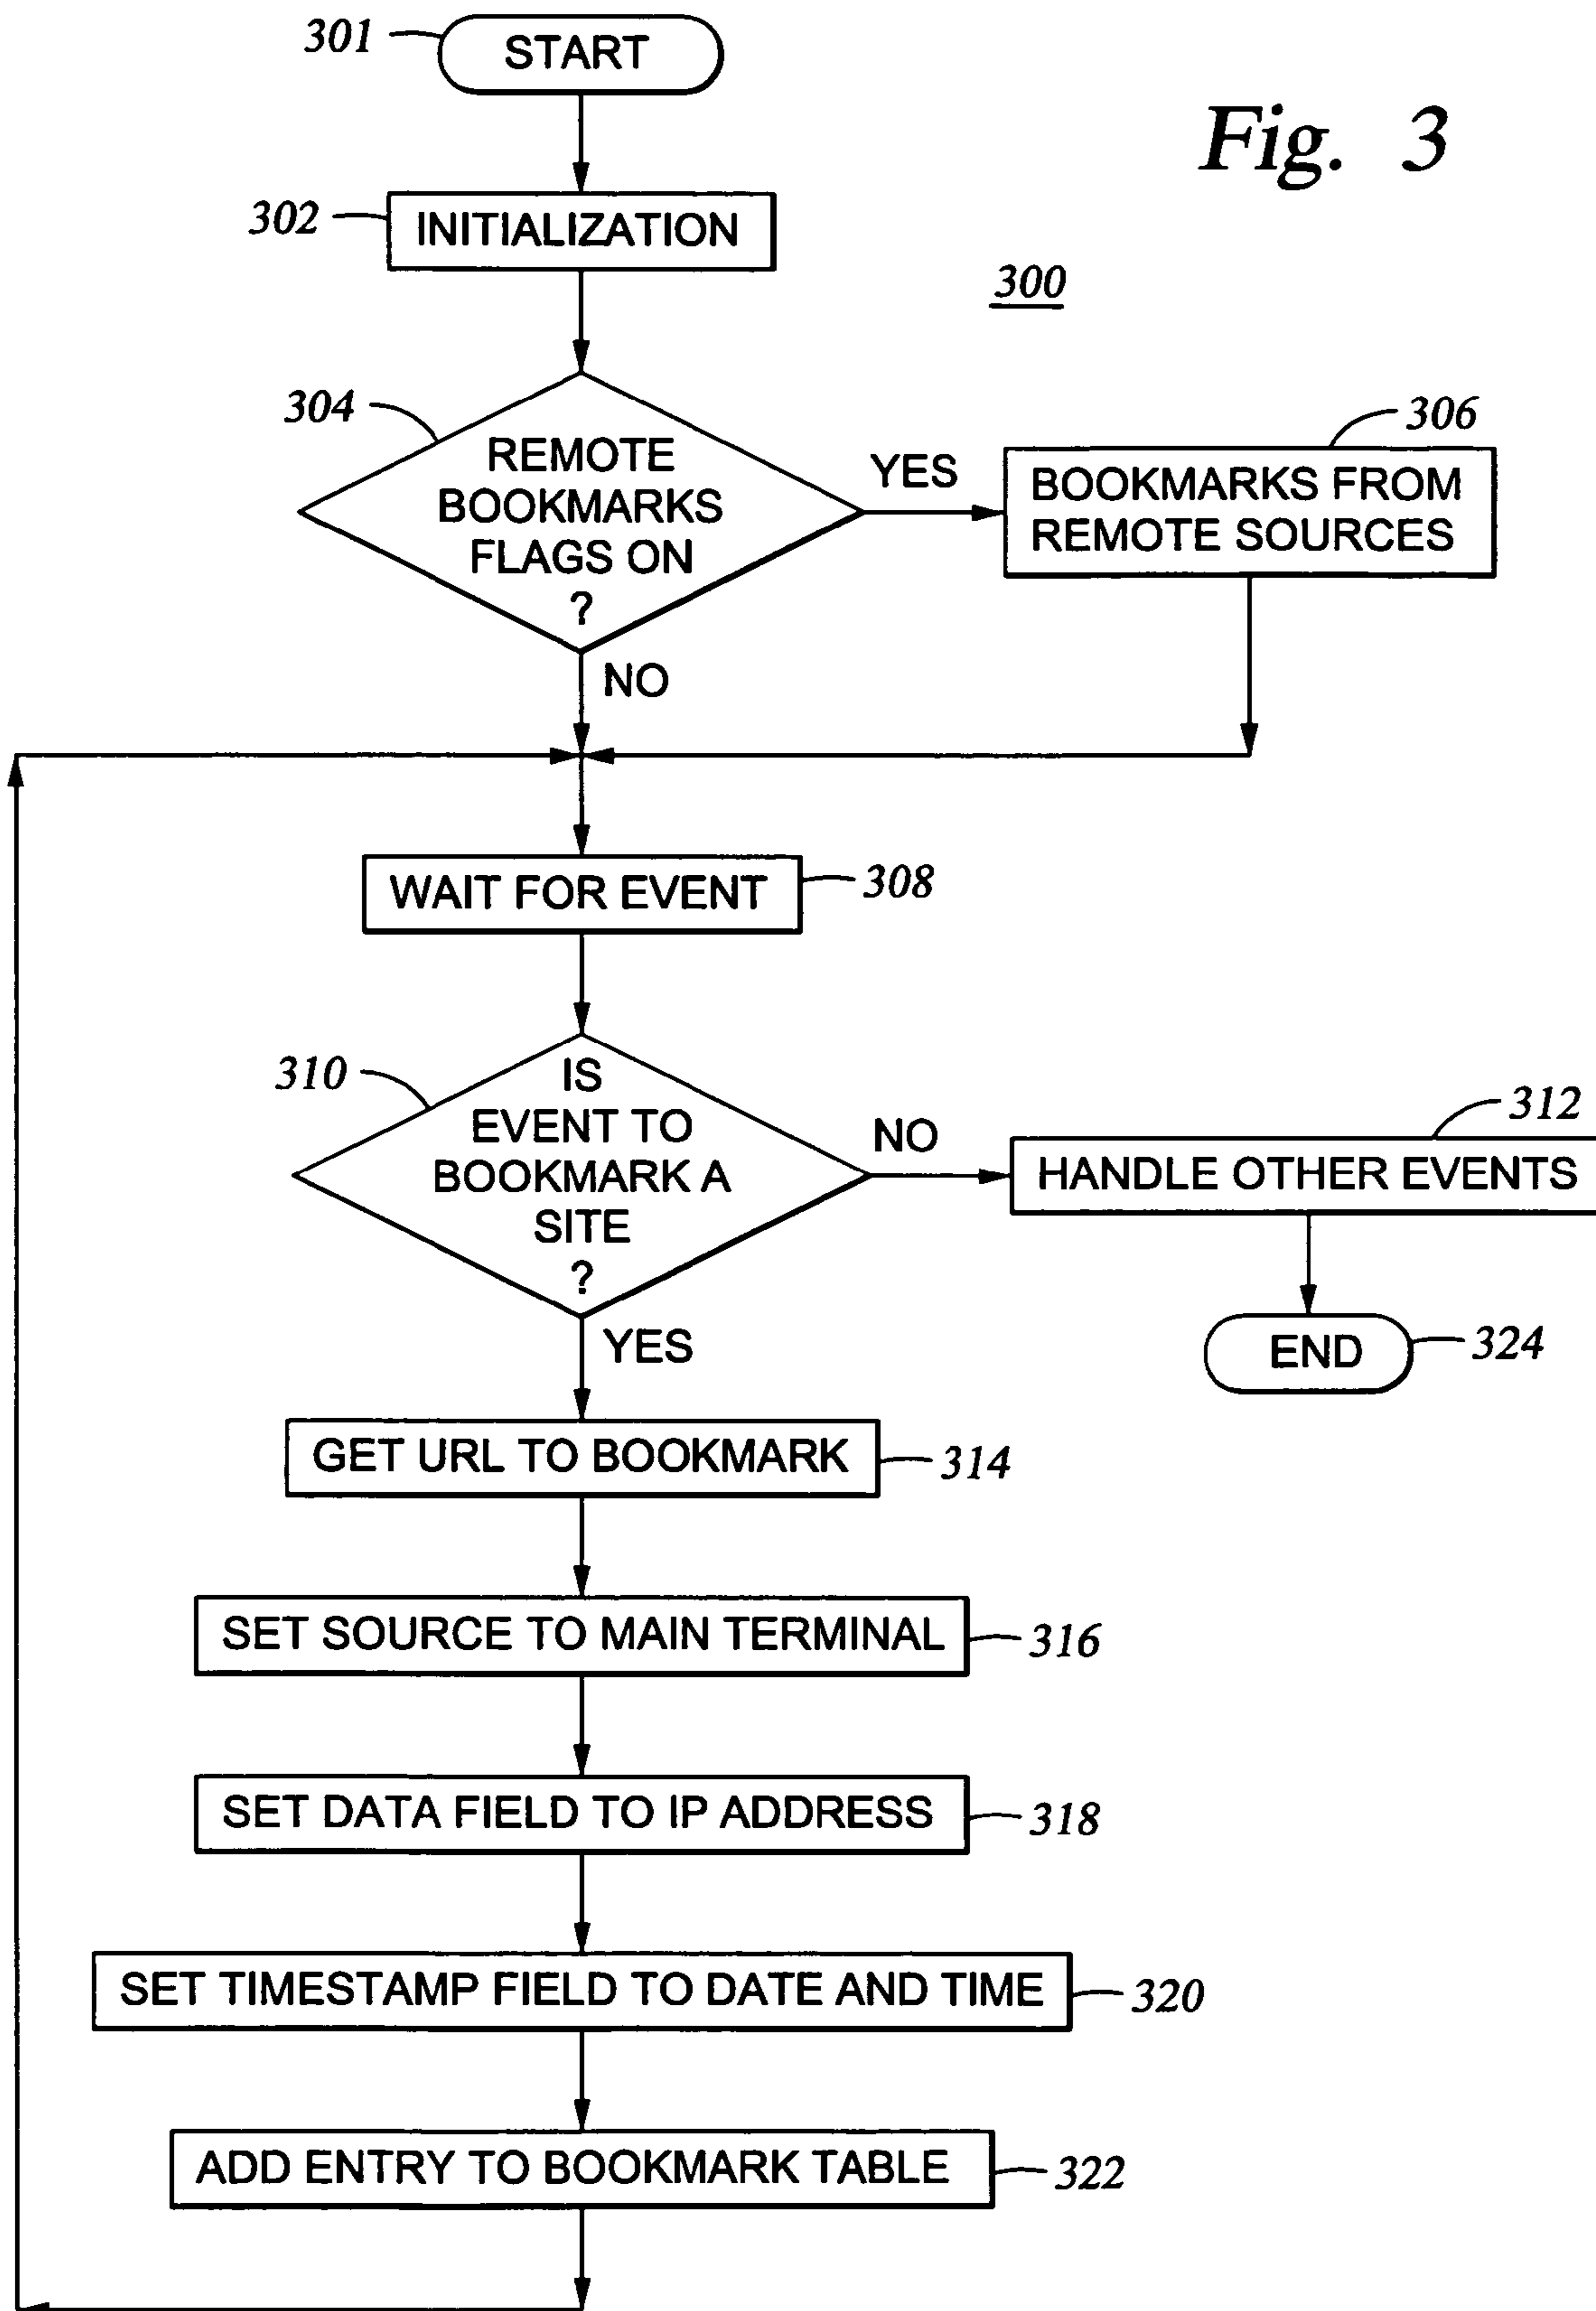 301
START
Fig. 3
302
INITIALIZATION
300
304
REMOTE
BOOKMARKS
FLAGS ON
?
YES
306
BOOKMARKS FROM
REMOTE SOURCES
NO
WAIT FOR EVENT
308
310
IS
EVENT TO
BOOKMARK A
SITE
?
NO
312
HANDLE OTHER EVENTS
END
324
YES
GET URL TO BOOKMARK
314
SET SOURCE TO MAIN TERMINAL
316
SET DATA FIELD TO IP ADDRESS
318
SET TIMESTAMP FIELD TO DATE AND TIME
320
ADD ENTRY TO BOOKMARK TABLE
322